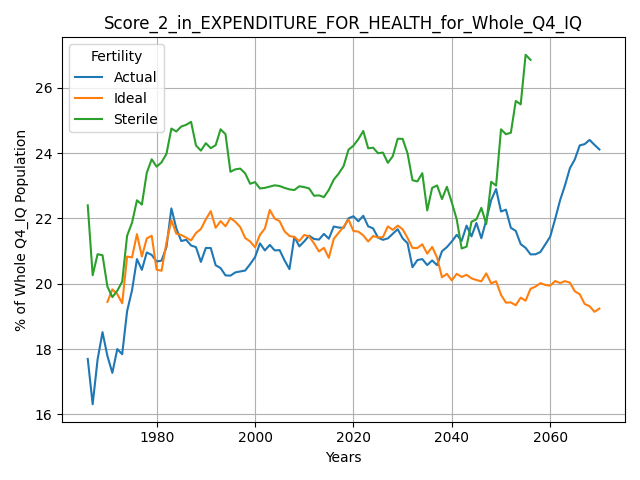 Score_2_in_EXPENDITURE_FOR_HEALTH_for_Whole_Q4_IQ
Fertility
Actual
Ideal
Sterile
% of Whole Q4_IQ Population
26
24
22
20
18
16
1980
2000
2020
2040
2060
Years